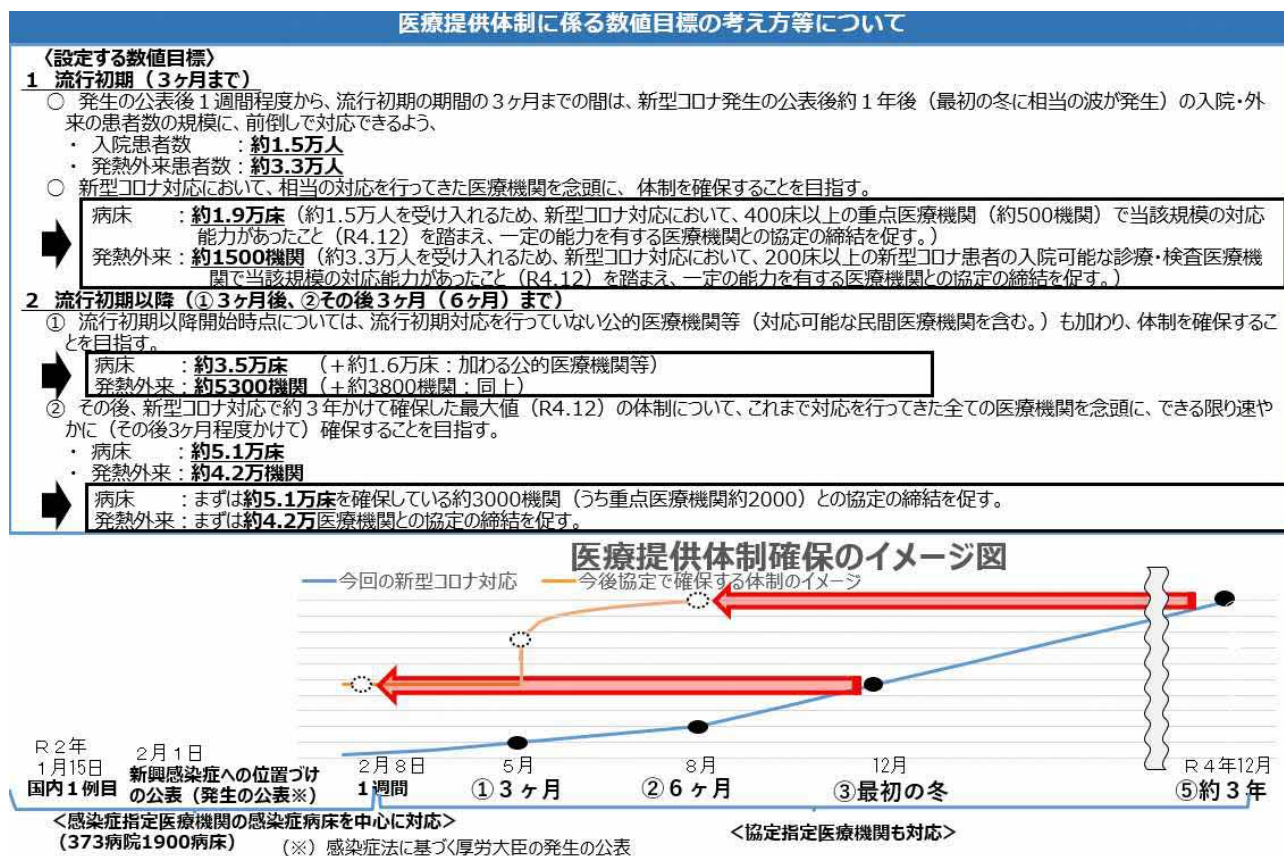 医療提供体制に係る数値目標の考え方等について
〈設定する数値目標〉
1 流行初期（3ヶ月まで）
○ 発生の公表後1週間程度から、流行初期の期間の3ヶ月までの間は、新型コロナ発生の公表後約1年後（最初の冬に相当の波が発生）の入院・外
来の患者数の規模に、前倒しで対応できるよう、
・ 入院患者数 ：約1.5万人
・ 発熱外来患者数：約3.3万人
○ 新型コロナ対応において、相当の対応を行ってきた医療機関を念頭に、体制を確保することを目指す。
病床 ：約1.9万床（約1.5万人を受け入れるため、新型コロナ対応において、400床以上の重点医療機関（約500機関）で当該規模の対応
能力があったこと（R4.12）を踏まえ、一定の能力を有する医療機関との協定の締結を促す。）
発熱外来：約1500機関（約3.3万人を受け入れるため、新型コロナ対応において、200床以上の新型コロナ患者の入院可能な診療・検査医療機
関で当該規模の対応能力があったこと（R4.12）を踏まえ、一定の能力を有する医療機関との協定の締結を促す。）
2 流行初期以降（①3ヶ月後、②その後3ヶ月（6ヶ月）まで）
① 流行初期以降開始時点については、流行初期対応を行っていない公的医療機関等（対応可能な民間医療機関を含む。）も加わり、体制を確保するこ
とを目指す。
病床 ：約3.5万床 （＋約1.6万床：加わる公的医療機関等）
発熱外来：約5300機関（＋約3800機関：同上）
② その後、新型コロナ対応で約3年かけて確保した最大値（R4.12）の体制について、これまで対応を行ってきた全ての医療機関を念頭に、できる限り速や
かに（その後3ヶ月程度かけて）確保することを目指す。
・ 病床 ：約5.1万床
・ 発熱外来：約4.2万機関
病床 ：まずは約5.1万床を確保している約3000機関（うち重点医療機関約2000）との協定の締結を促す。
発熱外来：まずは約4.2万医療機関との協定の締結を促す。
医療提供体制確保のイメージ図
今回の新型コロナ対応 今後協定で確保する体制のイメージ
R2年
1月15日
国内1例目
2月1日
新興感染症への位置づけ
の公表（発生の公表※）
2月8日
1週間
5月
①3ヶ月
8月
②6ヶ月
12月
③最初の冬
R4年12月
⑤約3年
＜感染症指定医療機関の感染症病床を中心に対応＞
（373病院1900病床）
（※）感染症法に基づく厚労大臣の発生の公表
＜協定指定医療機関も対応＞